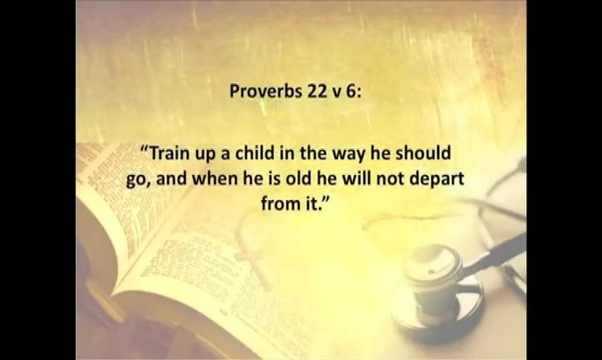 Proverbs 22 v 6:
“Train up a child in the way he should
go, and when he is old he will not depart
from it.”